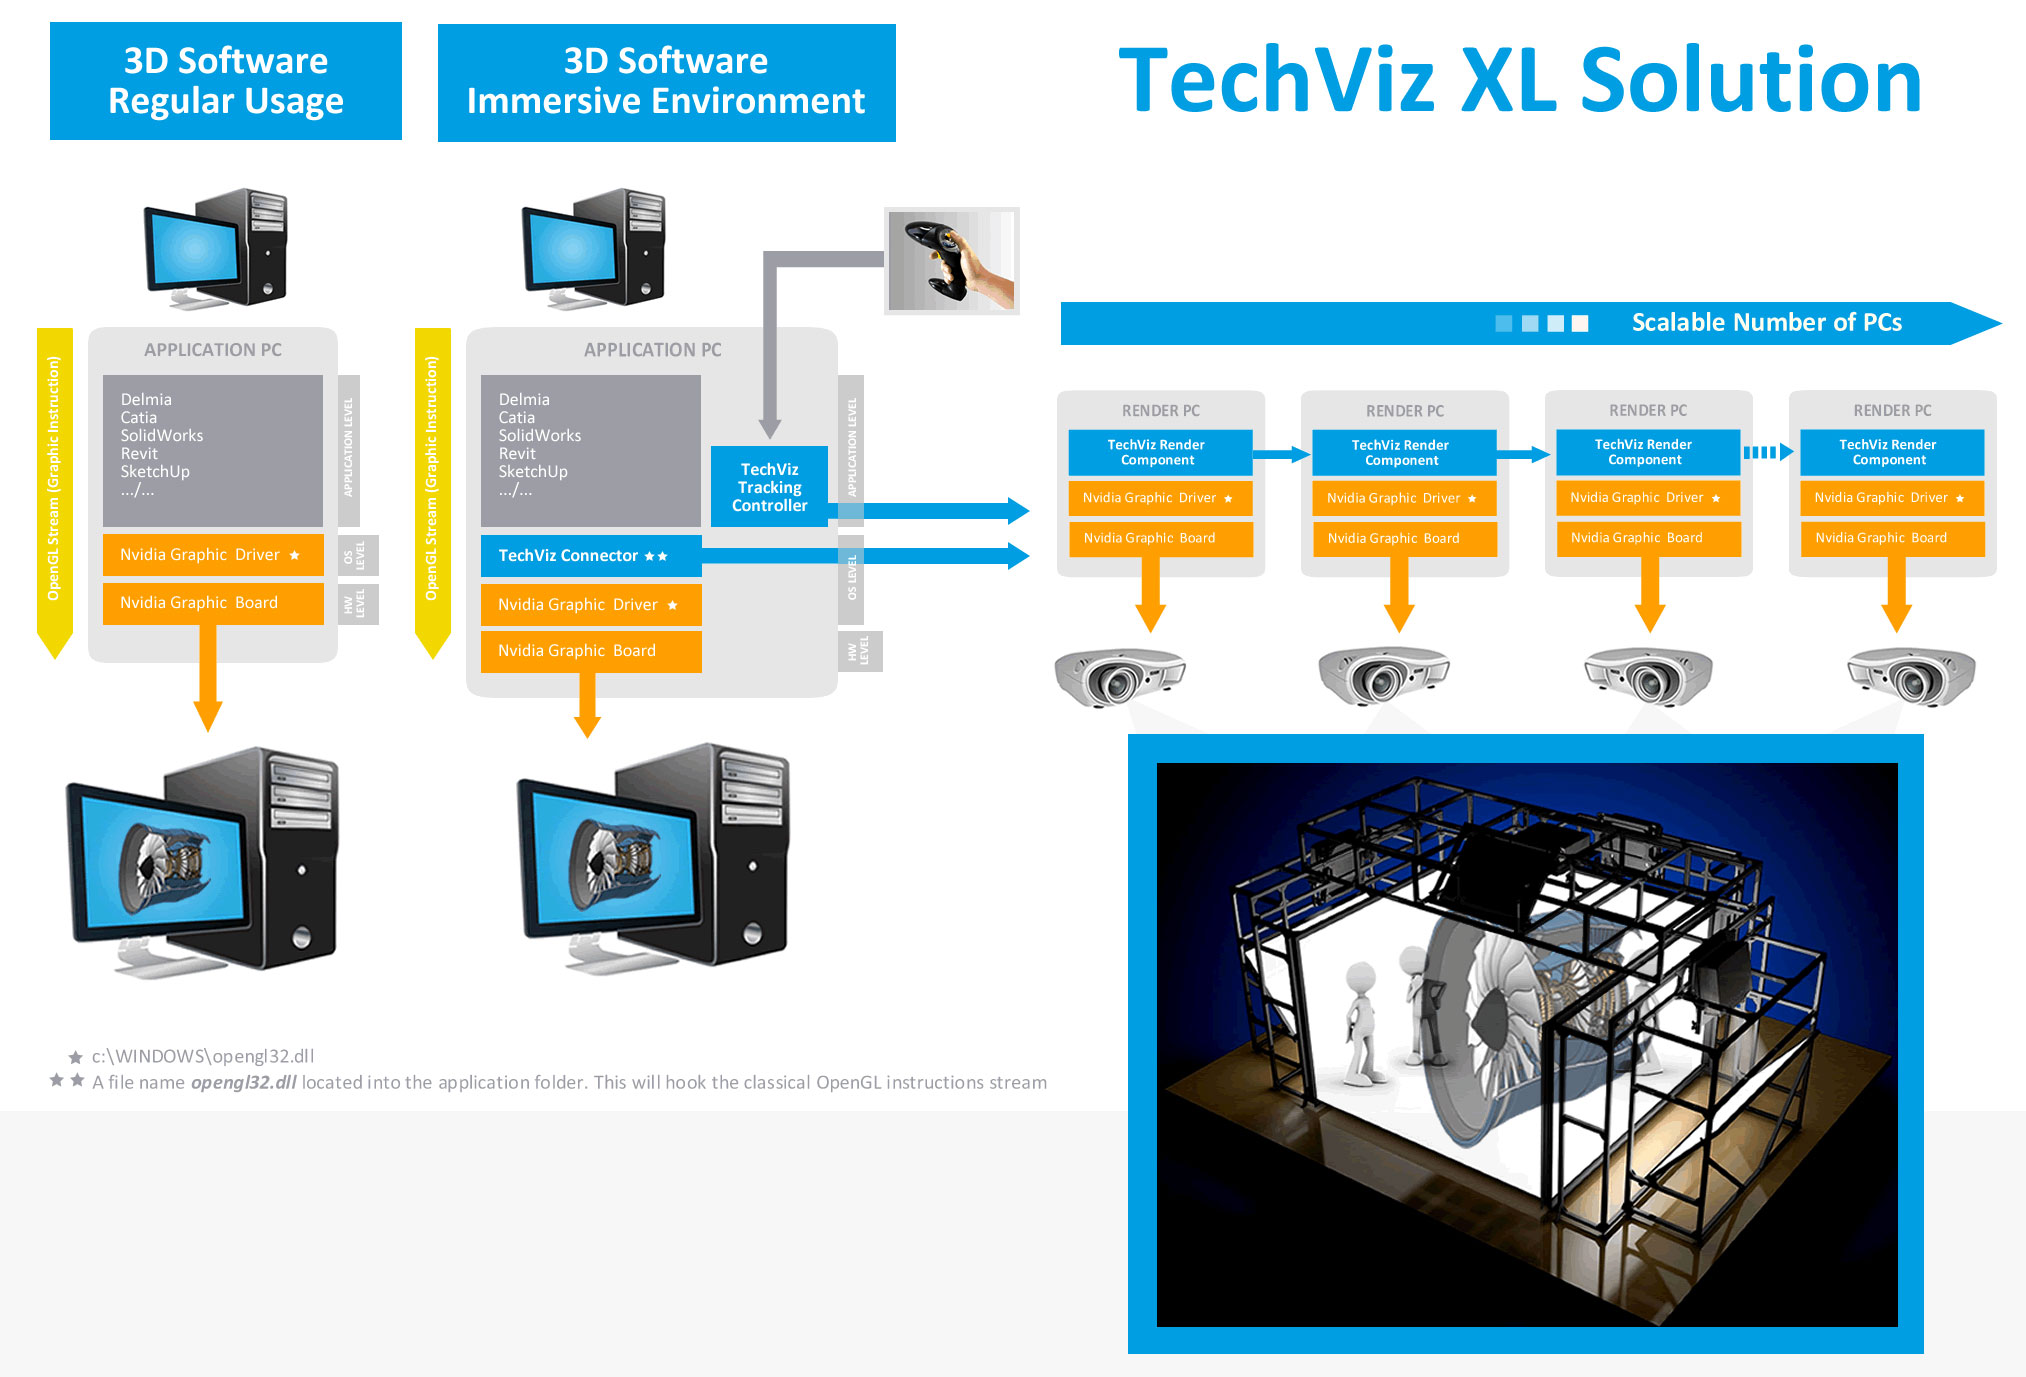 3D Software
Regular Usage
3D Software
Immersive Environment
TechViz XL Solution
OpenGL Stream (Graphic Instruction)
APPLICATION PC
Delmia
Catia
SolidWorks
Revit
SketchUp
.../...
Nvidia Graphic Driver ★
Nvidia Graphic Board
APPLICATION LEVEL
OS
LEVEL
HW
LEVEL
OpenGL Stream (Graphic Instruction)
APPLICATION PC
Delmia
Catia
SolidWorks
Revit
SketchUp
.../...
TechViz
Tracking
Controller
TechViz Connector ★★
Nvidia Graphic Driver ★
Nvidia Graphic Board
APPLICATION LEVEL
OS LEVEL
HW
LEVEL
Scalable Number of PCs
RENDER PC
TechViz Render
Component
Nvidia Graphic Driver ★
Nvidia Graphic Board
RENDER PC
TechViz Render
Component
Nvidia Graphic Driver ★
Nvidia Graphic Board
RENDER PC
TechViz Render
Component
Nvidia Graphic Driver ★
Nvidia Graphic Board
RENDER PC
TechViz Render
Component
Nvidia Graphic Driver ★
Nvidia Graphic Board
★ c:\WINDOWS\opengl32.dll
★★ A file name opengl32.dll located into the application folder. This will hook the classical OpenGL instructions stream